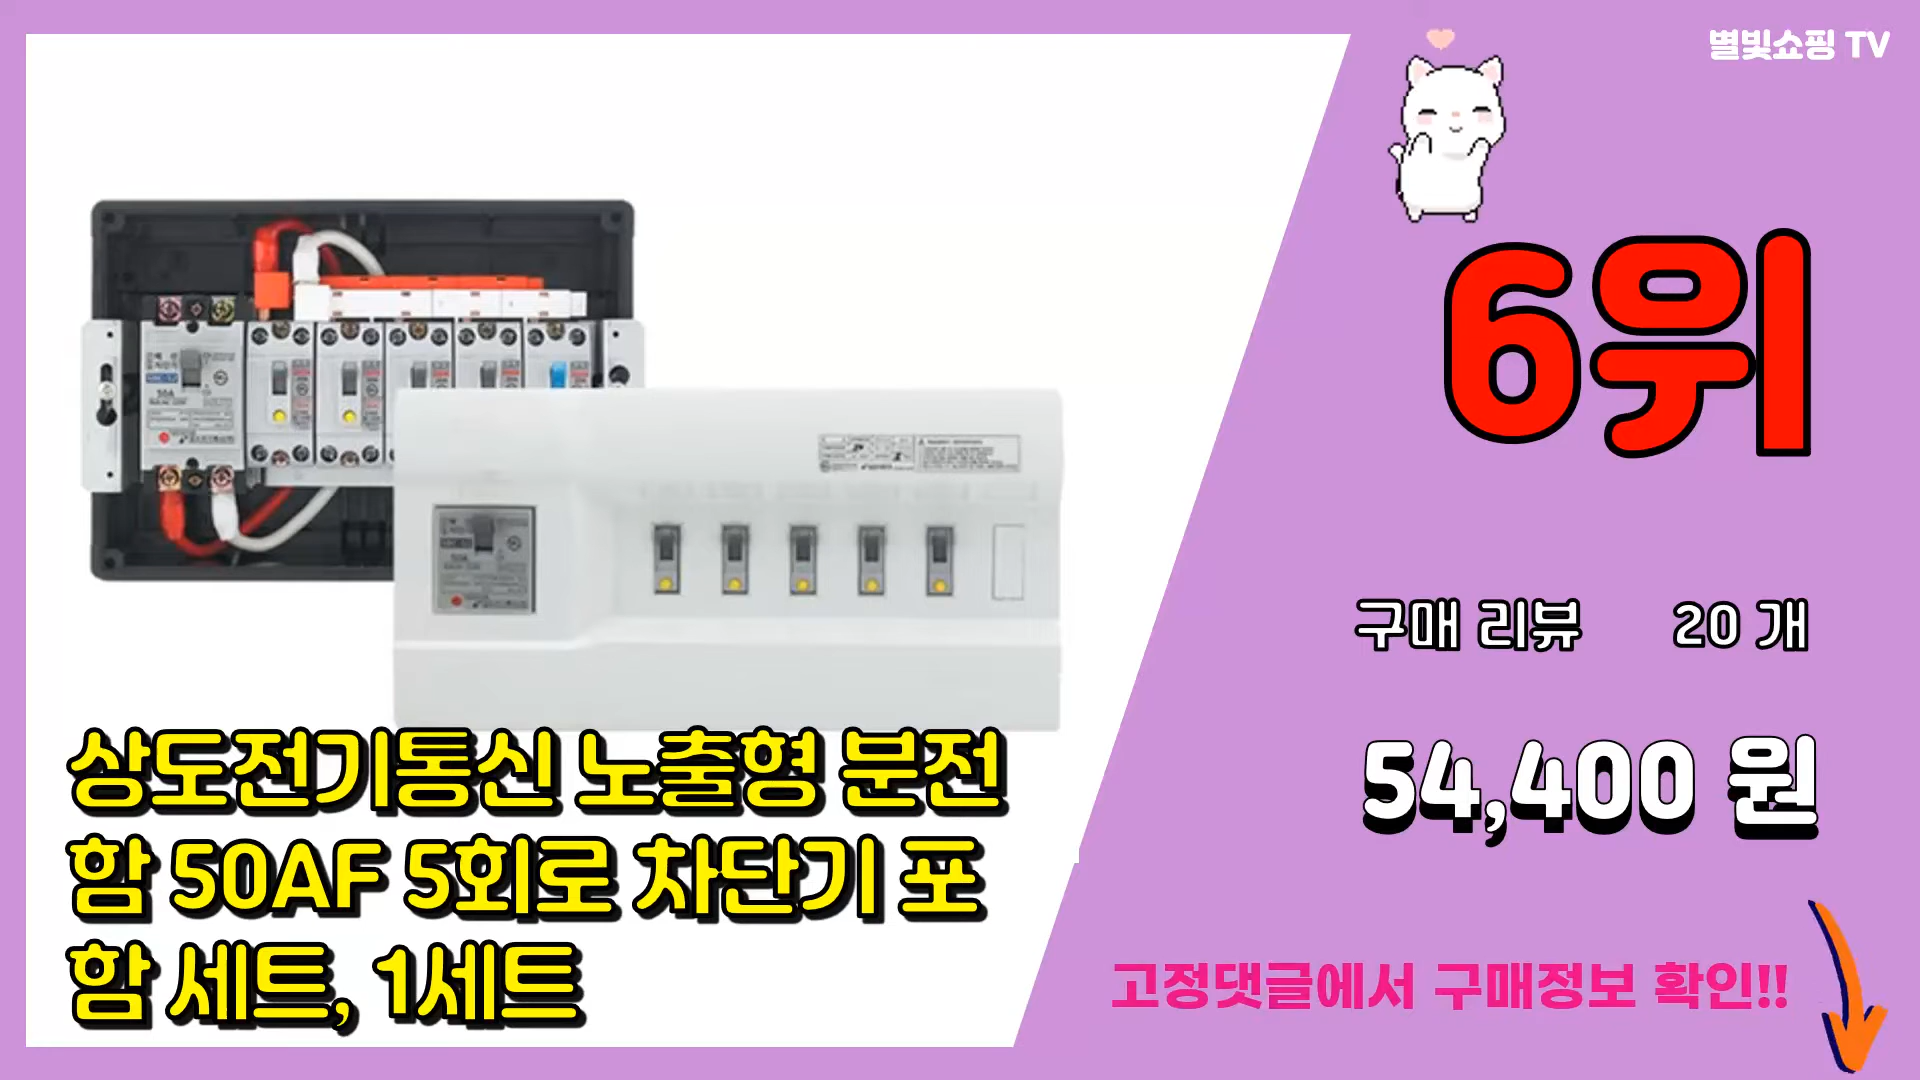 별빛쇼핑 TV
6위
구매 리뷰 20 개
54,400 원
상도전기통신 노출형 분전
함 50AF 5회로 차단기 포
함 세트, 1세트
고정댓글에서 구매정보 확인!!
50A